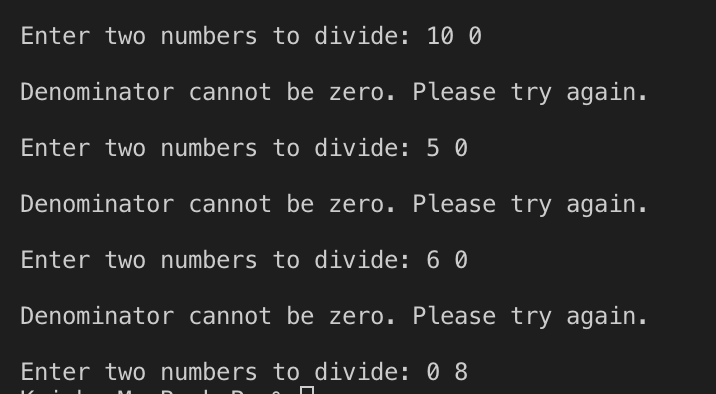 Enter two numbers to divide: 10 0
Denominator cannot be zero. Please try again.
Enter two numbers to divide: 5 0
Denominator cannot be zero. Please try again.
Enter two numbers to divide: 6 0
Denominator cannot be zero. Please try again.
Enter two numbers to divide: 0 8